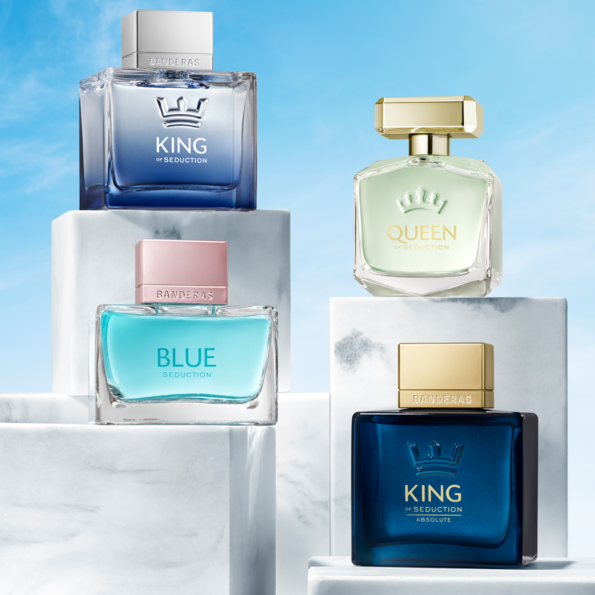 BANDERAS
KING
OF SEDUCTION
QUEEN
OF SEDUCTION
BANDERAS
BLUE
SEDUCTION
BANDERAS
KING
OF SEDUCTION
ABSOLUTE